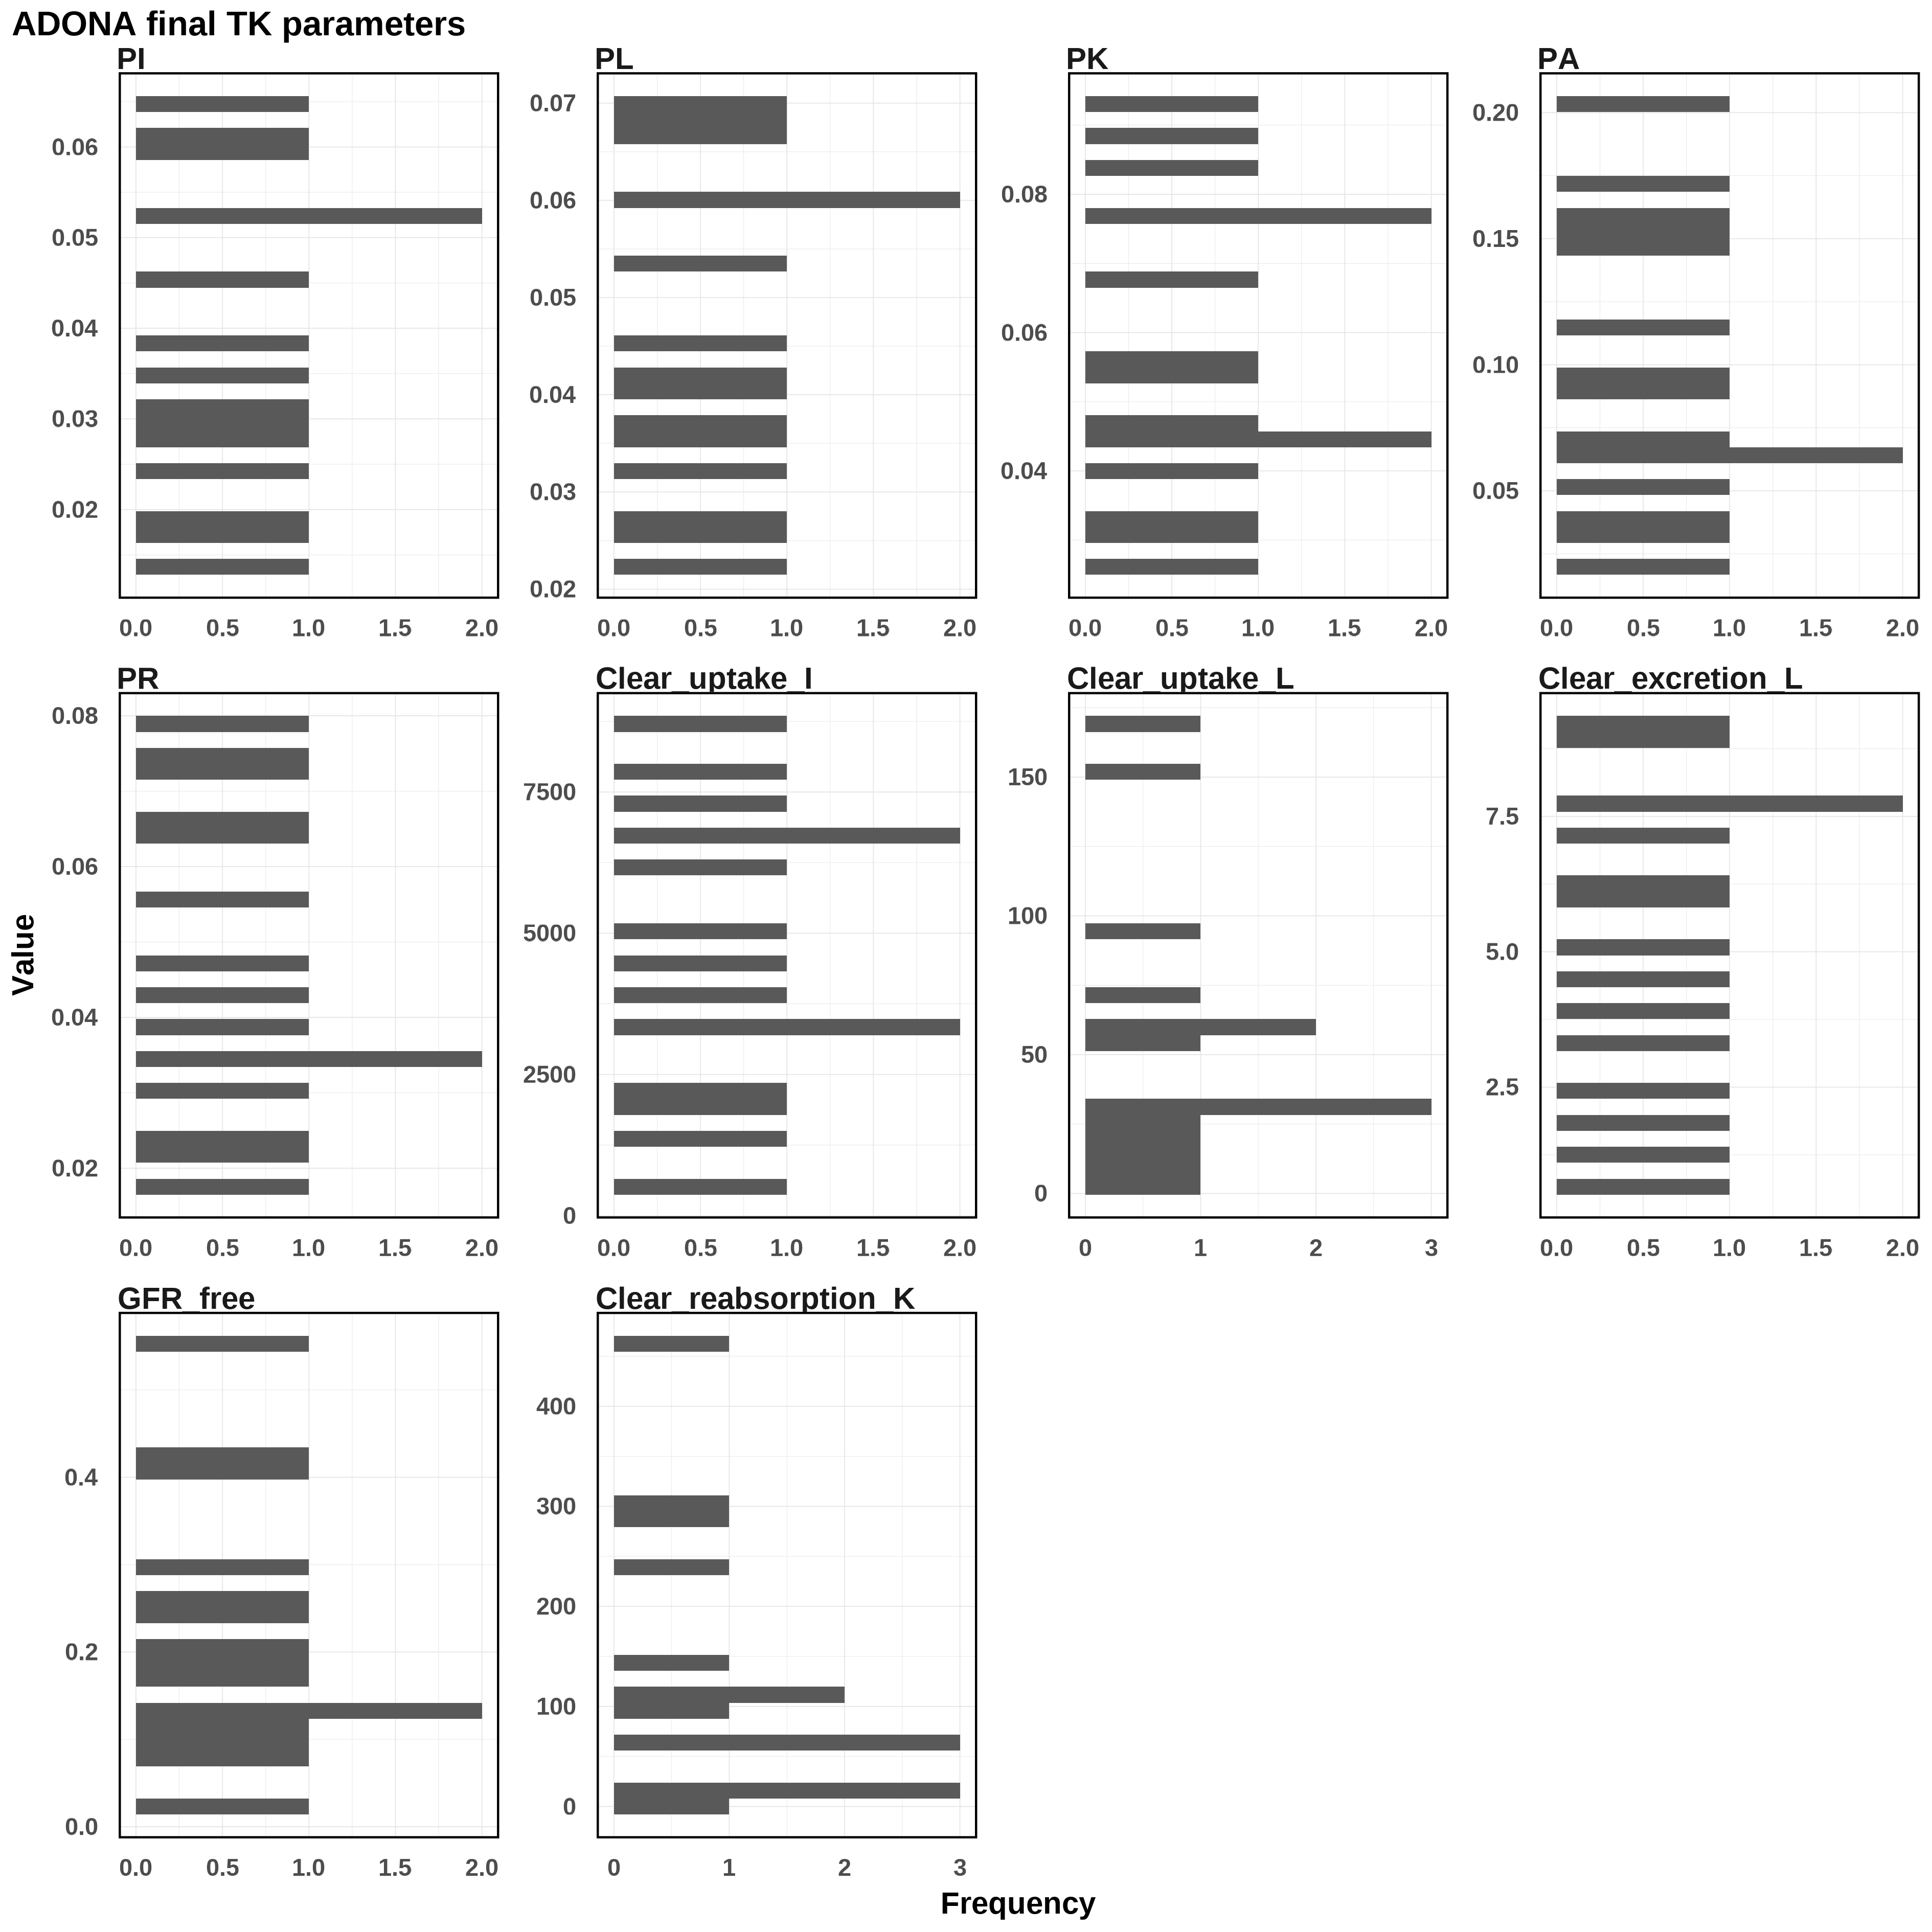 ADONA final TK parameters
PI PL PK PA
0.06 0.05 0.04 0.03 0.02
0.0 0.5 1.0 1.5 2.0
0.07 0.06 0.05 0.04 0.03 0.02
0.0 0.5 1.0 1.5 2.0
0.08 0.06 0.04
0.0 0.5 1.0 1.5 2.0
0.20 0.15 0.10 0.05
0.0 0.5 1.0 1.5 2.0
PR Clear_uptake_I Clear_uptake_L Clear_excretion_L
Value
0.08 0.06 0.04 0.02
0.0 0.5 1.0 1.5 2.0
7500 5000 2500 0
0.0 0.5 1.0 1.5 2.0
150 100 50 0
0 1 2 3
7.5 5.0 2.5
0.0 0.5 1.0 1.5 2.0
GFR_free Clear_reabsorption_K
0.4 0.2 0.0
0.0 0.5 1.0 1.5 2.0
400 300 200 100 0
0 1 2 3
Frequency